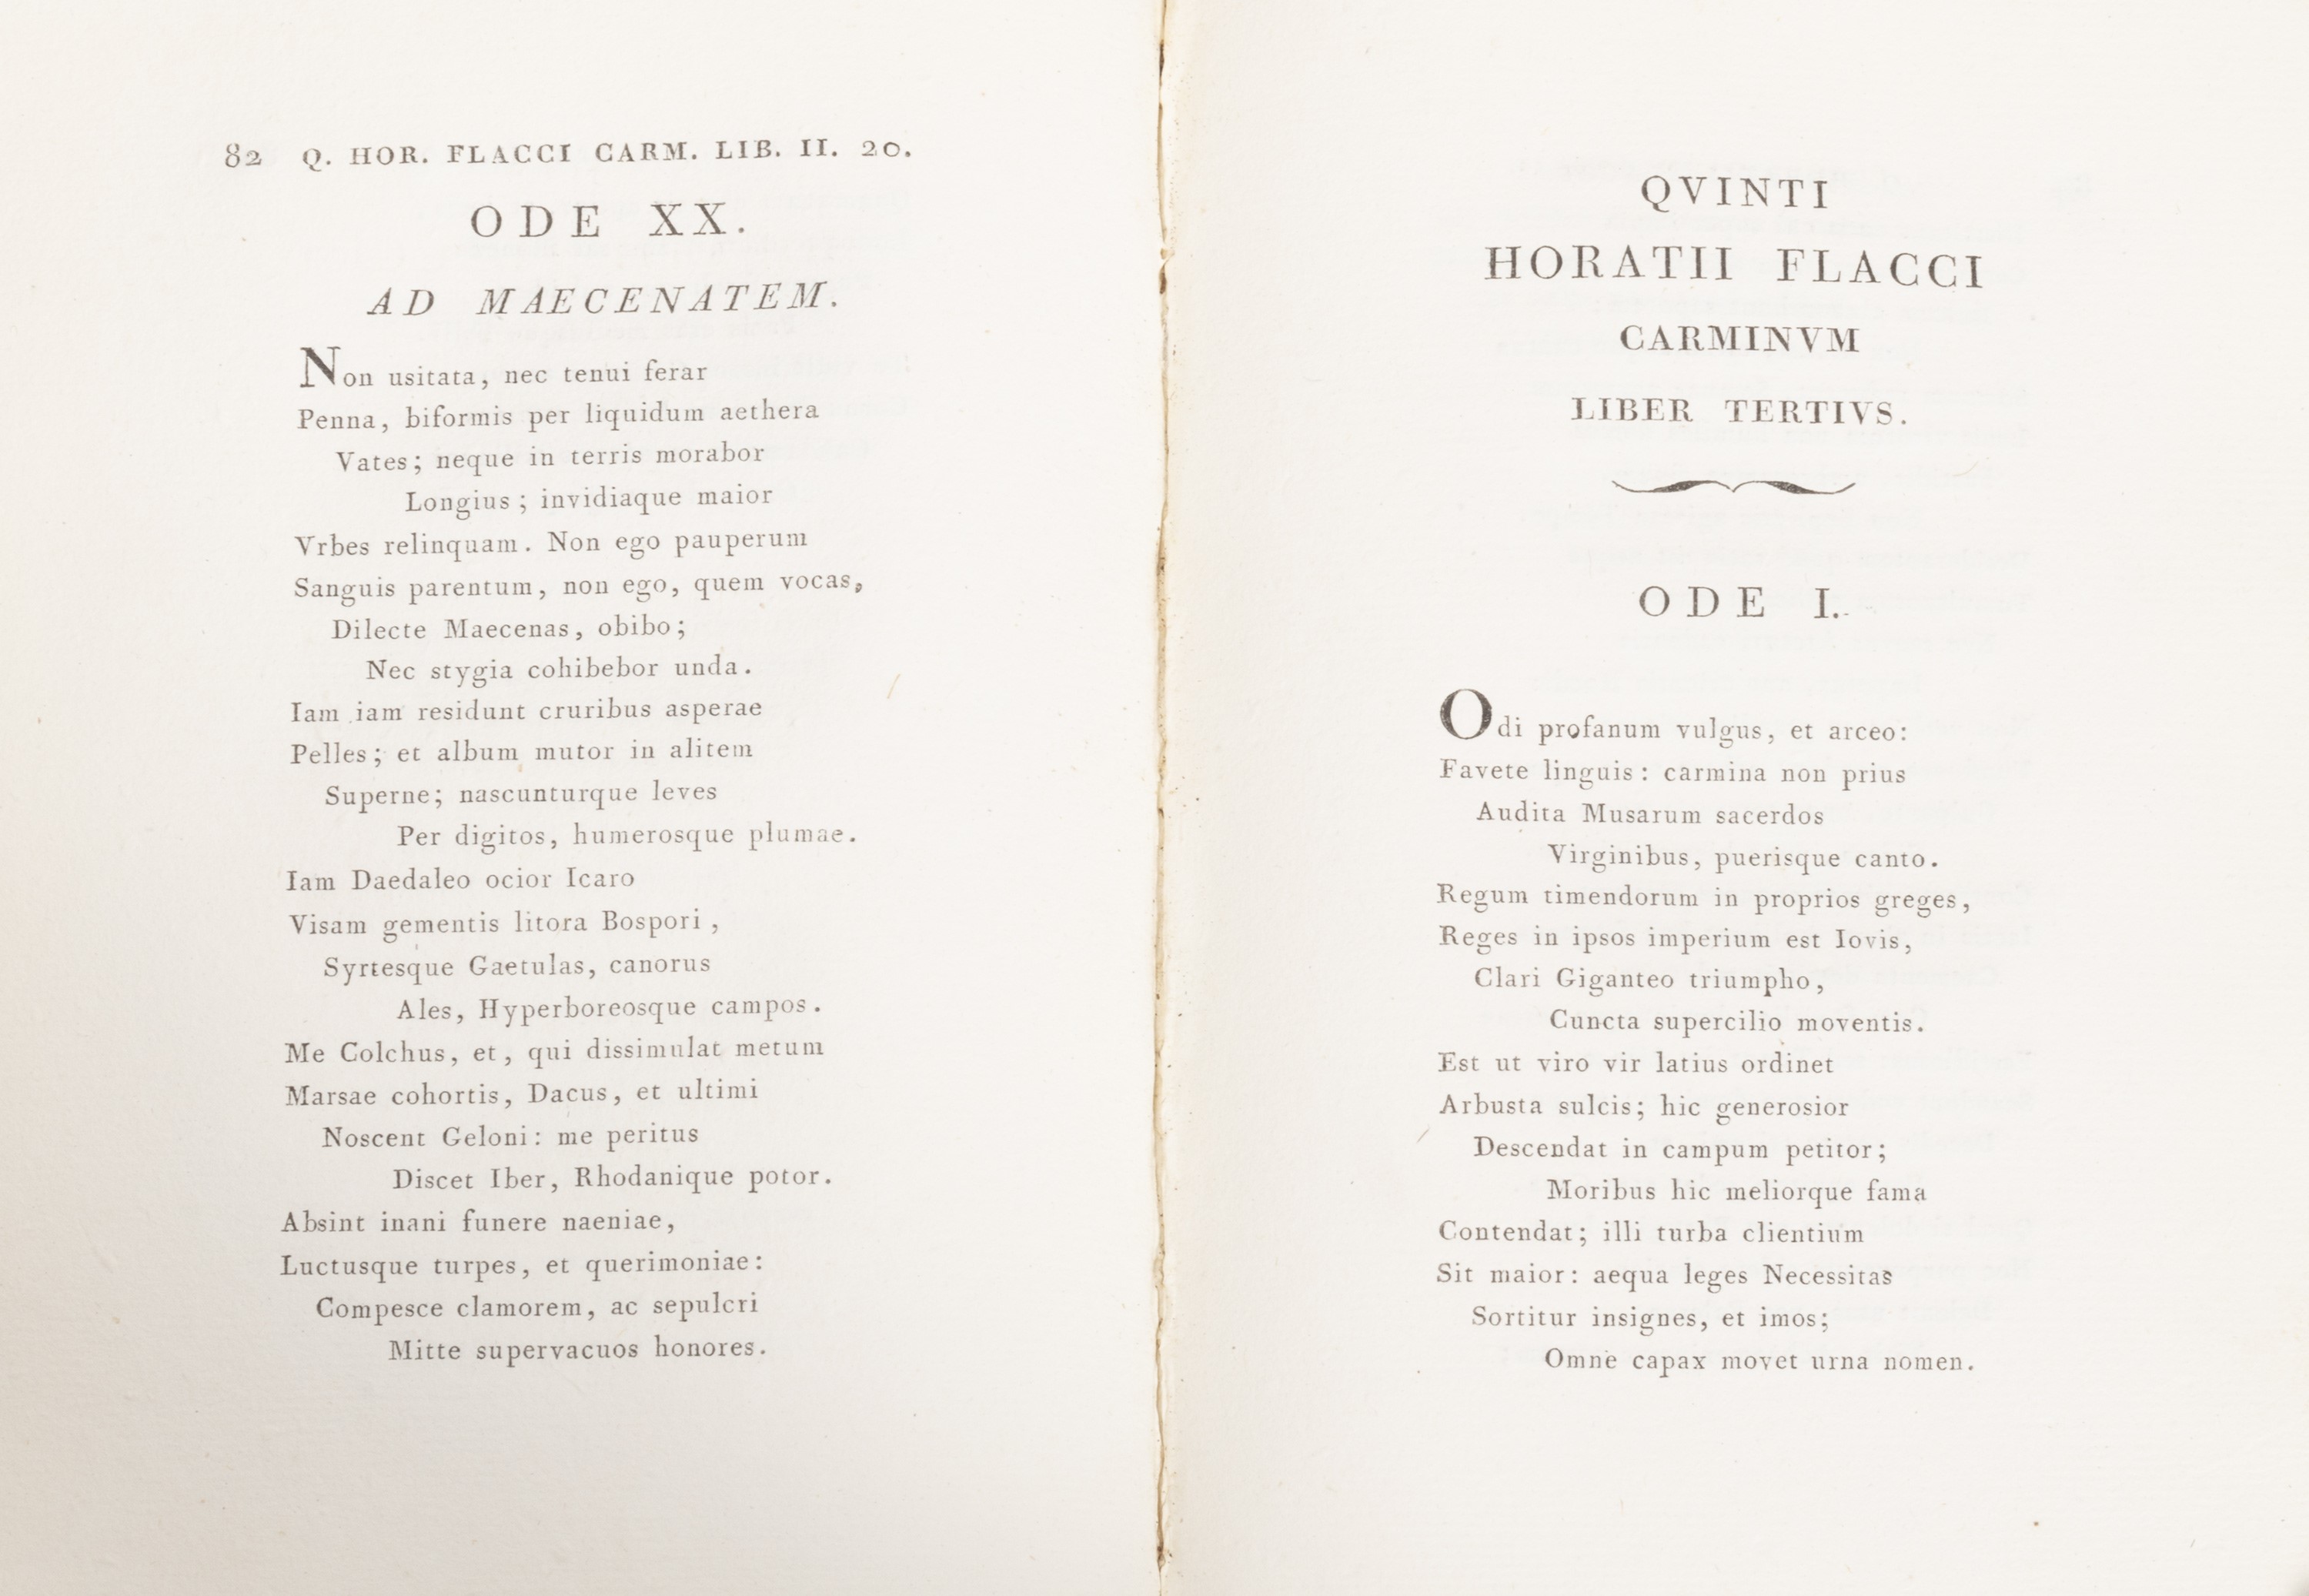 82 Q. HOR. FLACCI CARM. LIB. II. 20.
ODE XX.
AD MAECENATEM.
Non usitata, nec tenui ferar
Penna, biformis per liquidum aethera
Vates; neque in terris morabor
Longius; invidiaque maior
Vrbes relinquam. Non ego pauperum
Sanguis parentum, non ego, quem vocas,
Dilecte Maecenas, obibo;
Nec stygia cohibebor unda.
Iam iam residunt cruribus asperae
Pelles; et album mutor in alitem
Superne; nascunturque leves
Per digitos, humerosque plumae.
Iam Daedaleo ocior Icaro
Visam gementis litora Bospori,
Syrtesque Gaetulas, canorus
Ales, Hyperboreosque campos.
Me Colchus, et, qui dissimulat metum
Marsae cohortis, Dacus, et ultimi
Noscent Geloni: me peritus
Discet Iber, Rhodanique potor.
Absint inani funere naeniae,
Luctusque turpes, et querimoniae:
Compesce clamorem, ac sepulcri
Mitte supervacuos honores.
QVINTI
HORATII FLACCI
CARMINVM
LIBER TERTIVS.
ODE I.
Odi profanum vulgus, et arceo:
Favete linguis: carmina non prius
Audita Musarum sacerdos
Virginibus, puerisque canto.
Regum timendorum in proprios greges,
Reges in ipsos imperium est Iovis,
Clari Giganteo triumpho,
Cuncta supercilio moventis.
Est ut viro vir latius ordinet
Arbusta sulcis; hic generosior
Descendat in campum petitor;
Moribus hic meliorque fama
Contendat; illi turba clientium
Sit maior: aequa leges Necessitas
Sortitur insignes, et imos;
Omne capax movet urna nomen.